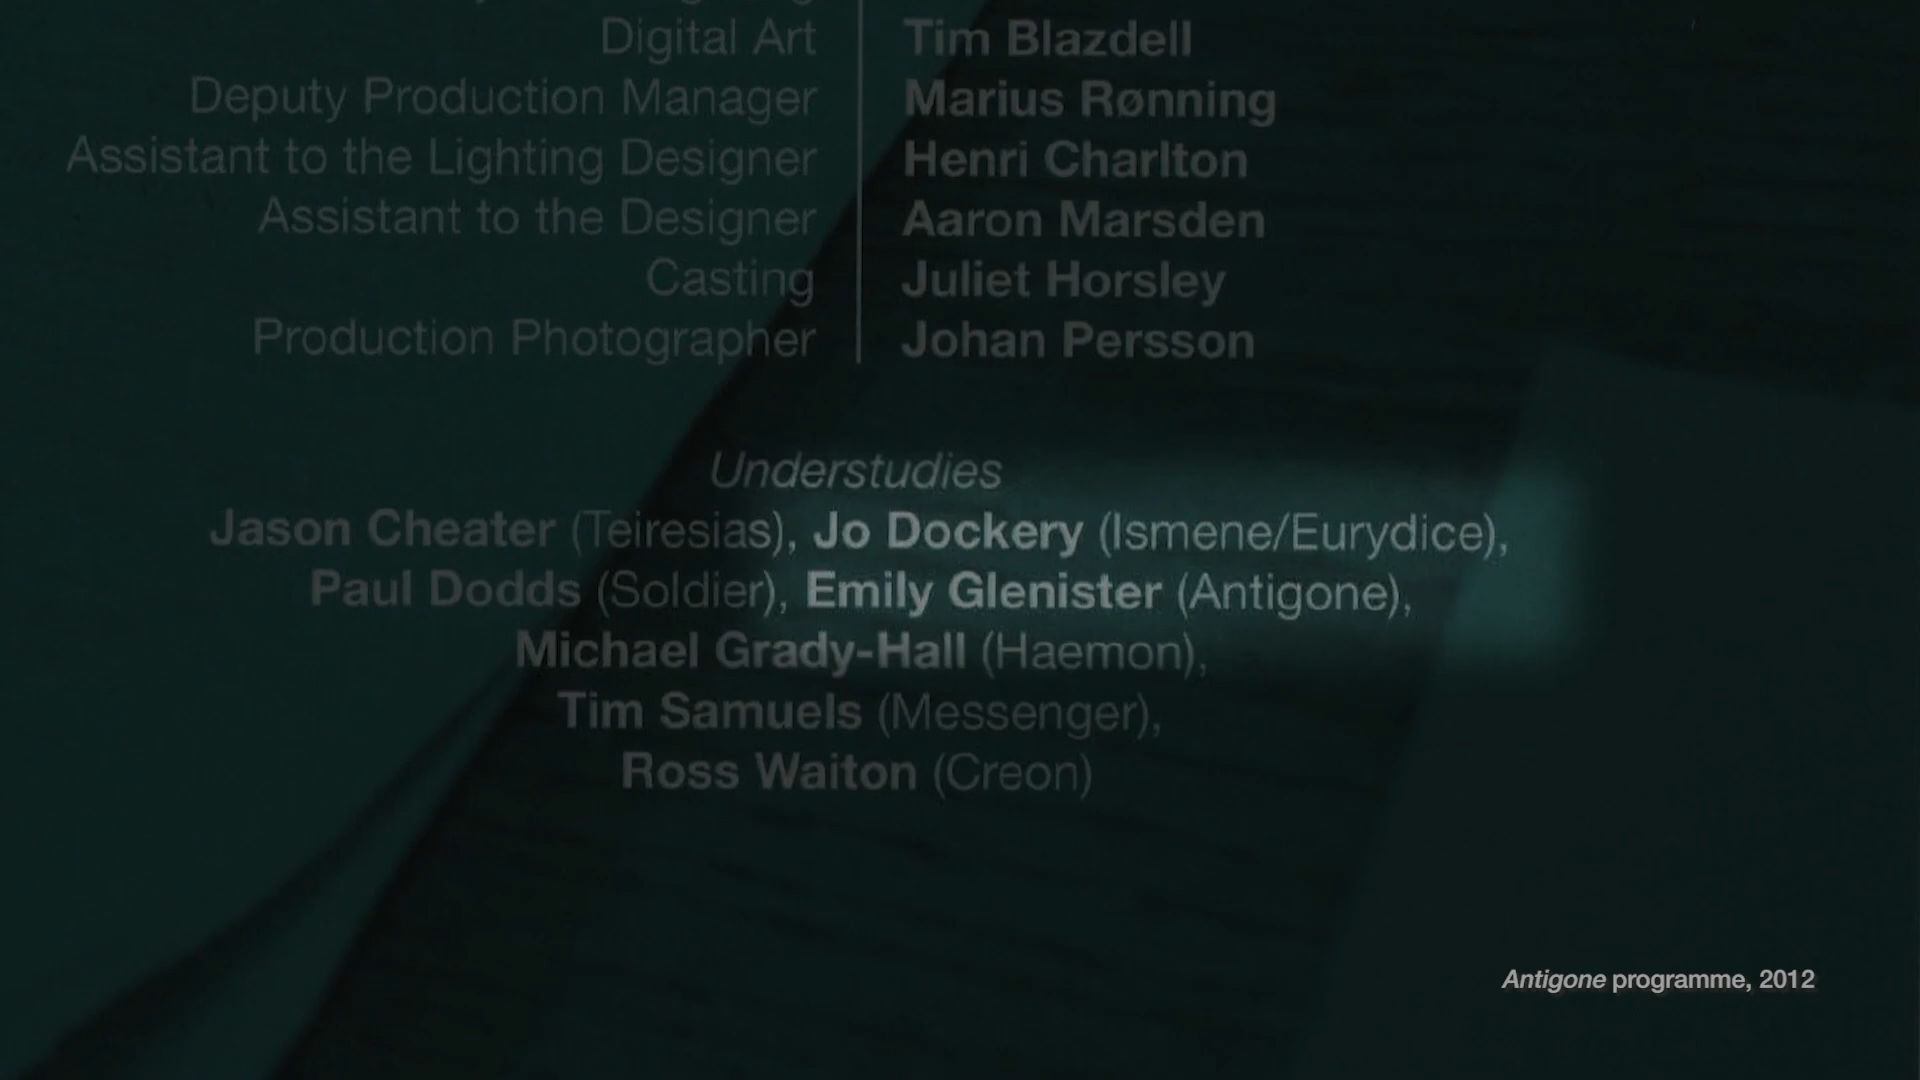 Digital Art Tim Blazdell
Deputy Production Manager Marius Rønning
Assistant to the Lighting Designer Henri Charlton
Assistant to the Designer Aaron Marsden
Casting Juliet Horsley
Production Photographer Johan Persson
Understudies
Jason Cheater (Teiresias), Jo Dockery (Ismene/Eurydice),
Paul Dodds (Soldier), Emily Glenister (Antigone),
Michael Grady-Hall (Haemon),
Tim Samuels (Messenger),
Ross Waiton (Creon)
Antigone programme, 2012